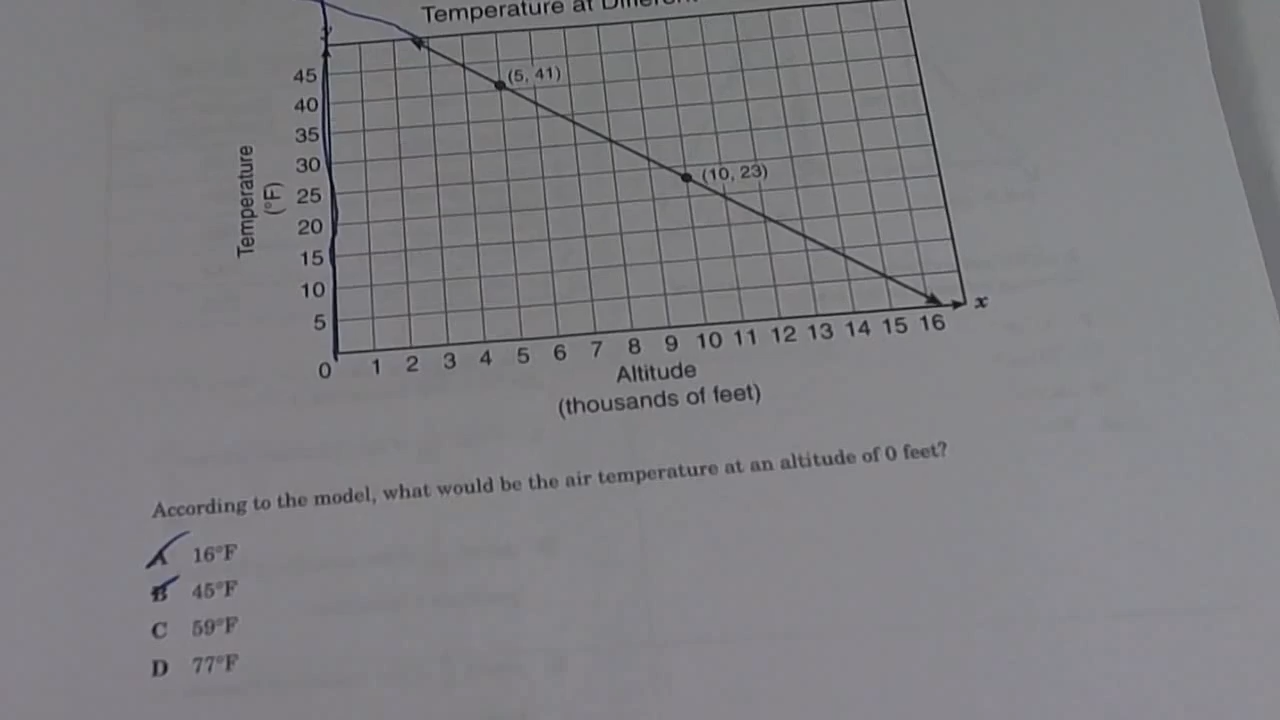 Temperature at Differen
y
(5, 41)
45
40
35
30
25
20
15
10
5
0
Temperature
(°F)
(10, 23)
x
1 2 3 4 5 6 7 8 9 10 11 12 13 14 15 16
Altitude
(thousands of feet)
According to the model, what would be the air temperature at an altitude of 0 feet?
A 16°F
B 45°F
C 59°F
D 77°F